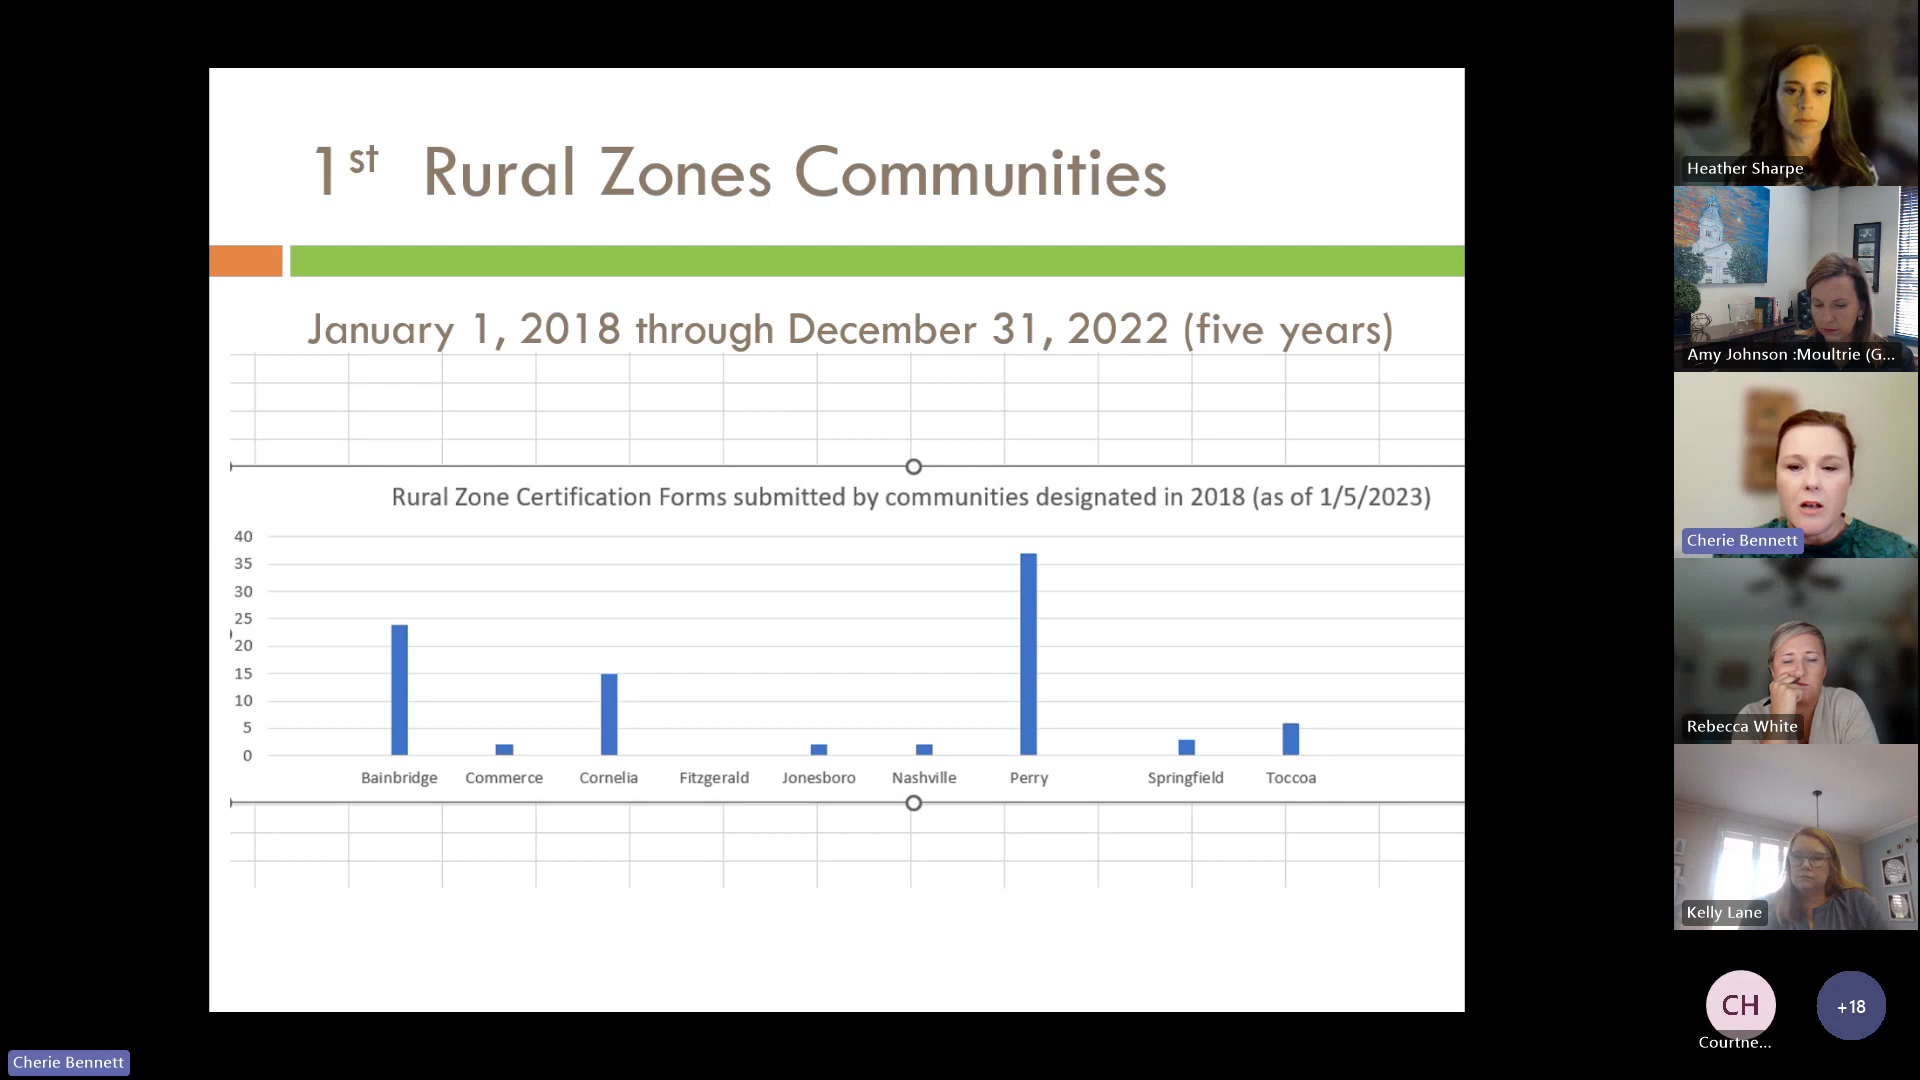 1st Rural Zones Communities
January 1, 2018 through December 31, 2022 (five years)
Rural Zone Certification Forms submitted by communities designated in 2018 (as of 1/5/2023)
40
35
30
25
20
15
10
5
0
Bainbridge Commerce Cornelia Fitzgerald Jonesboro Nashville Perry Springfield Toccoa
Heather Sharpe
Amy Johnson :Moultrie (G...
Cherie Bennett
Rebecca White
Kelly Lane
CH
Courtne...
+18
Cherie Bennett